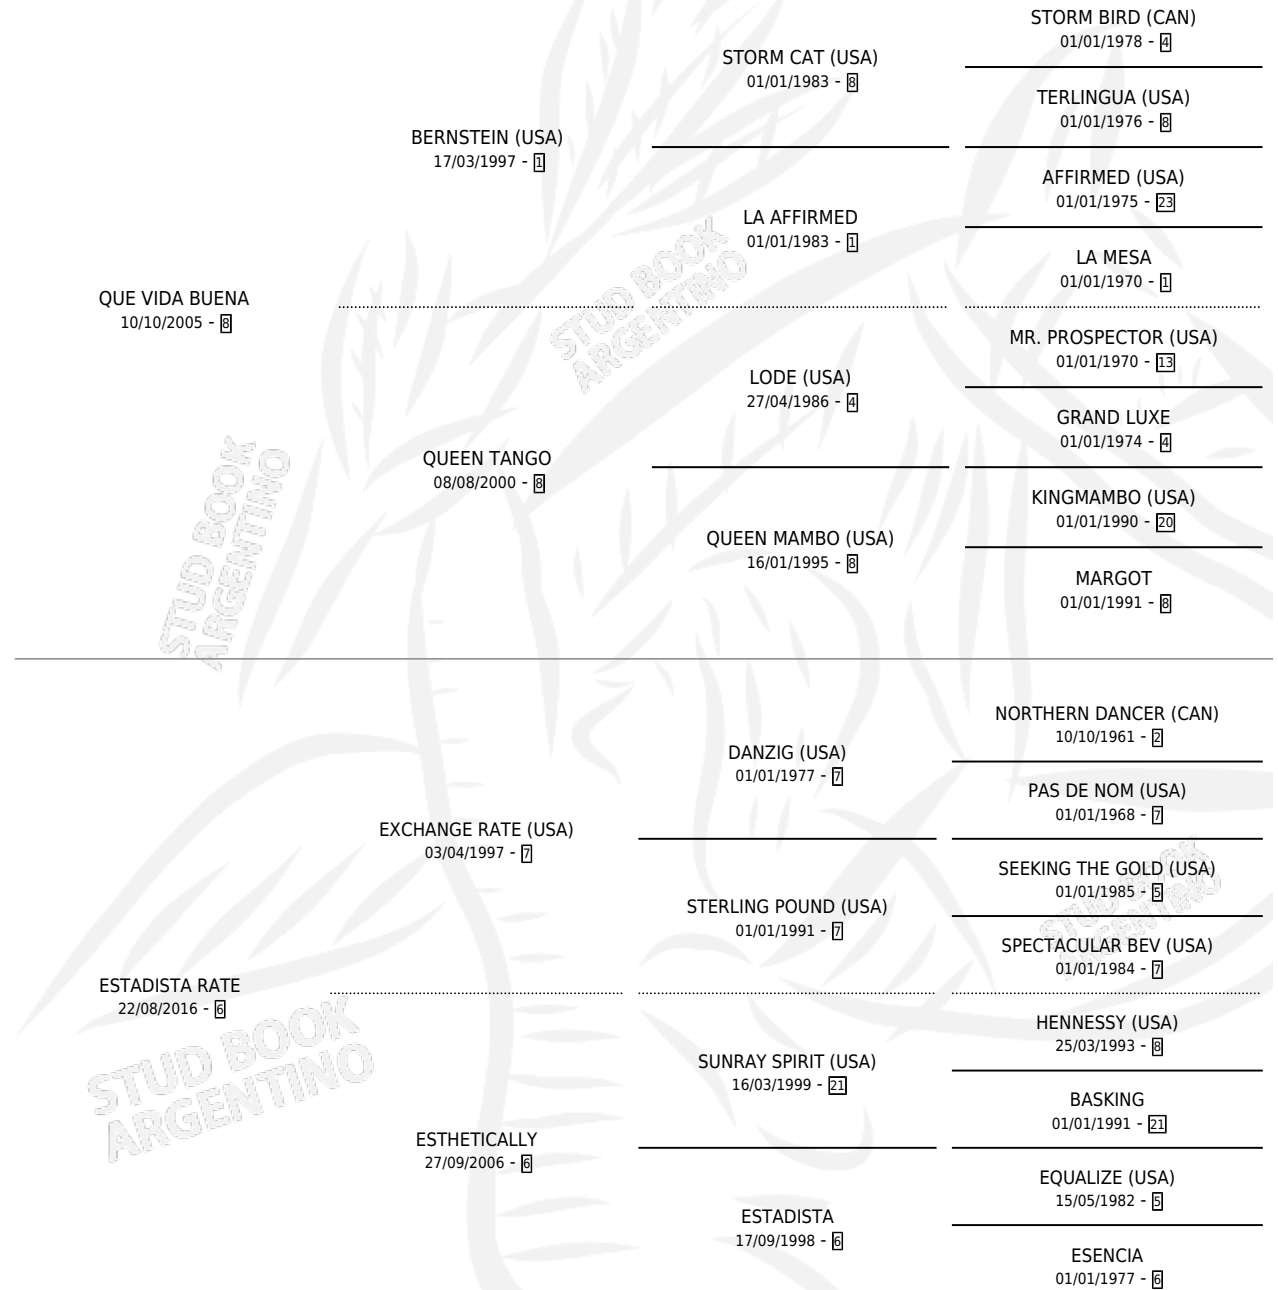 STORM BIRD (CAN)
01/01/1978 - 4
STORM CAT (USA)
01/01/1983 - 8
TERLINGUA (USA)
01/01/1976 - 8
BERNSTEIN (USA)
17/03/1997 - 1
AFFIRMED (USA)
01/01/1975 - 23
LA AFFIRMED
01/01/1983 - 1
LA MESA
01/01/1970 - 1
QUE VIDA BUENA
10/10/2005 - 8
MR. PROSPECTOR (USA)
01/01/1970 - 13
LODE (USA)
27/04/1986 - 4
GRAND LUXE
01/01/1974 - 4
QUEEN TANGO
08/08/2000 - 8
KINGMAMBO (USA)
01/01/1990 - 20
QUEEN MAMBO (USA)
16/01/1995 - 8
MARGOT
01/01/1991 - 8
STUD BOOK
ARGENTINO
STUD BOOK
ARGENTINO
NORTHERN DANCER (CAN)
10/10/1961 - 2
DANZIG (USA)
01/01/1977 - 7
PAS DE NOM (USA)
01/01/1968 - 7
EXCHANGE RATE (USA)
03/04/1997 - 7
SEEKING THE GOLD (USA)
01/01/1985 - 5
STERLING POUND (USA)
01/01/1991 - 7
SPECTACULAR BEV (USA)
01/01/1984 - 7
STUD BOOK
ARGENTINO
ESTADISTA RATE
22/08/2016 - 6
HENNESSY (USA)
25/03/1993 - 8
SUNRAY SPIRIT (USA)
16/03/1999 - 21
BASKING
01/01/1991 - 21
ESTHETICALLY
27/09/2006 - 6
EQUALIZE (USA)
15/05/1982 - 5
ESTADISTA
17/09/1998 - 6
ESENCIA
01/01/1977 - 6
STUD BOOK
ARGENTINO